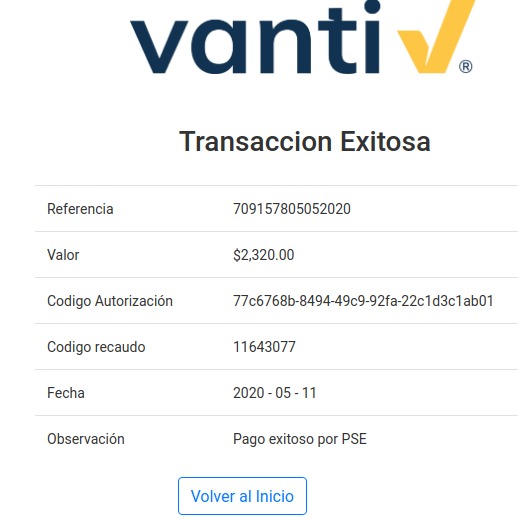 vanti®
Transaccion Exitosa
Referencia 709157805052020
Valor $2,320.00
Codigo Autorización 77c6768b-8494-49c9-92fa-22c1d3c1ab01
Codigo recaudo 11643077
Fecha 2020 - 05 - 11
Observación Pago exitoso por PSE
Volver al Inicio